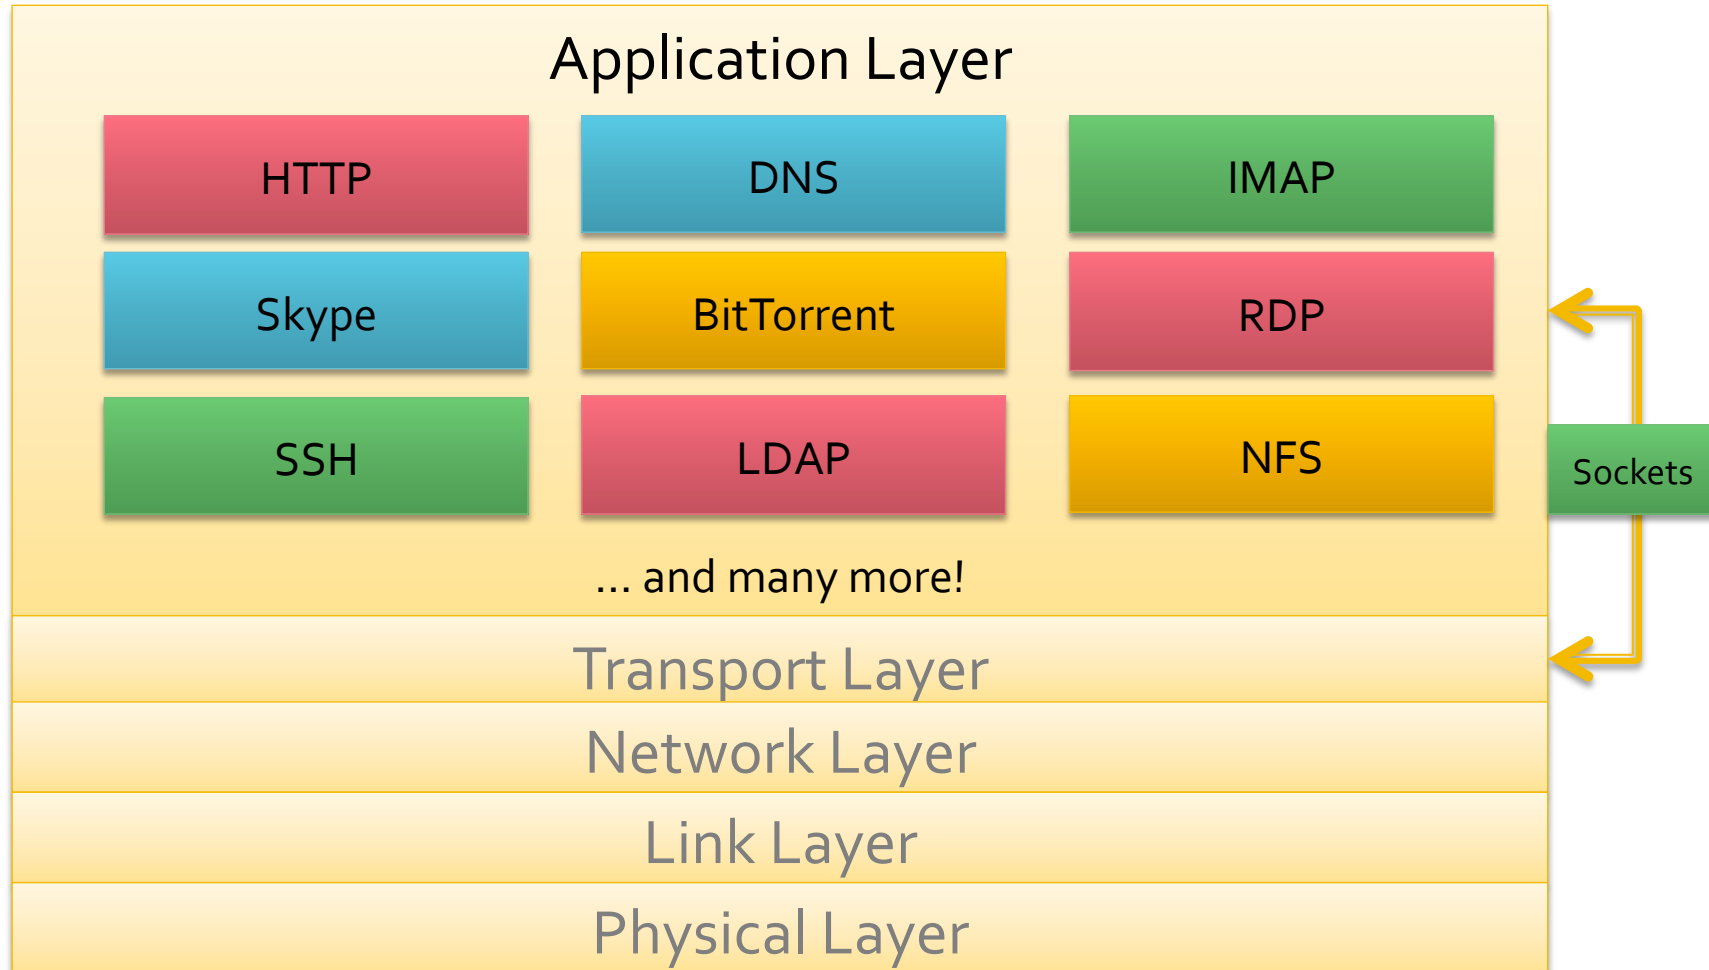 Application Layer
HTTP
DNS
IMAP
Skype
BitTorrent
RDP
SSH
LDAP
NFS
Sockets
... and many more!
Transport Layer
Network Layer
Link Layer
Physical Layer